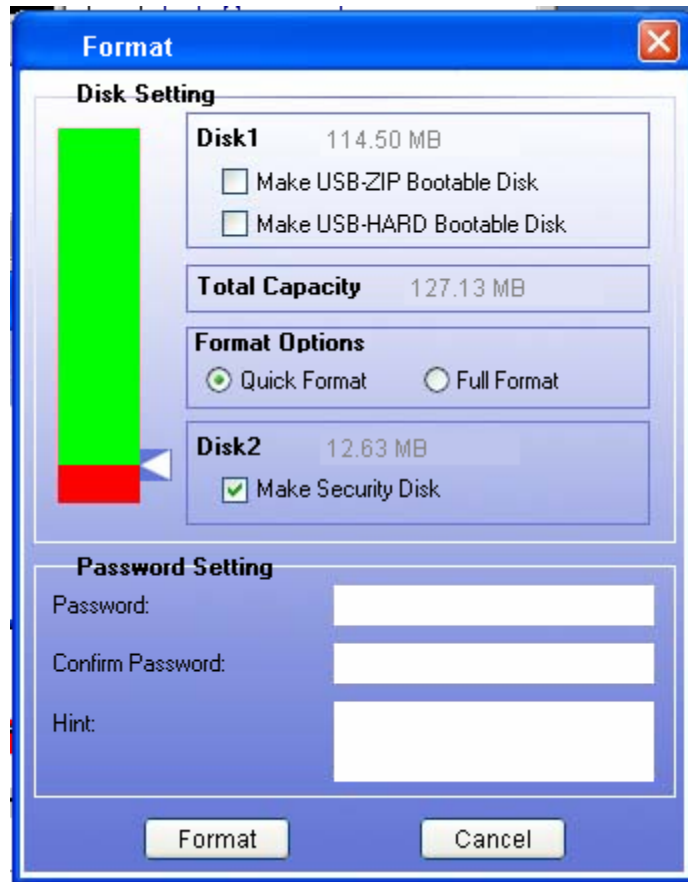 Format
Disk Setting
Disk1 114.50 MB
Make USB-ZIP Bootable Disk
Make USB-HARD Bootable Disk
Total Capacity 127.13 MB
Format Options
Quick Format Full Format
Disk2 12.63 MB
Make Security Disk
Password Setting
Password:
Confirm Password:
Hint:
Format Cancel